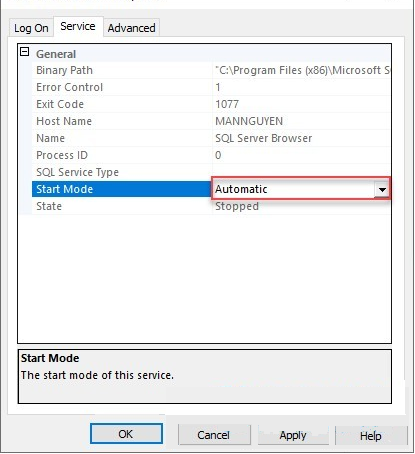 Log On Service Advanced
General
Binary Path "C:\Program Files (x86)\Microsoft S
Error Control 1
Exit Code 1077
Host Name MANNGUYEN
Name SQL Server Browser
Process ID 0
SQL Service Type
Start Mode Automatic
State Stopped
Start Mode
The start mode of this service.
OK Cancel Apply Help